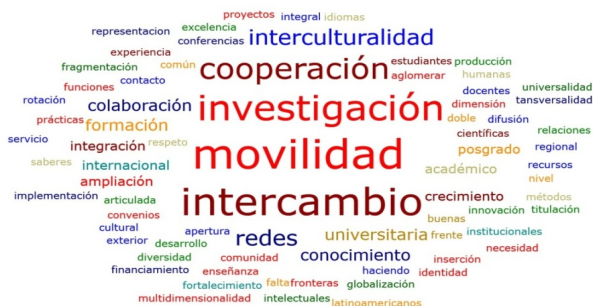 proyectos integral idiomas
representacion excelencia
conferencias interculturalidad
experiencia
fragmentación común cooperación estudiantes producción
funciones contacto aglomerar humanas
universalidad
rotación colaboración investigación docentes dimensión tansversalidad
prácticas formación doble difusión
servicio integración respeto científicas relaciones
saberes internacional movilidad posgrado regional
ampliación académico recursos
nivel
implementación articulada intercambio crecimiento métodos
convenios buenas innovación titulación
cultural apertura redes universitaria frente institucionales
exterior desarrollo necesidad
diversidad comunidad conocimiento inserción
financiamiento enseñanza haciendo identidad
fortalecimiento falta fronteras globalización
multidimensionalidad intelectuales latinoamericanos